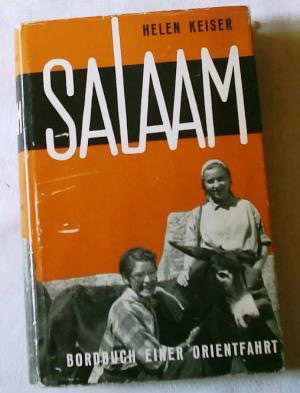 HELEN KEISER
SALAAM
BORDBUCH EINER ORIENTFAHRT